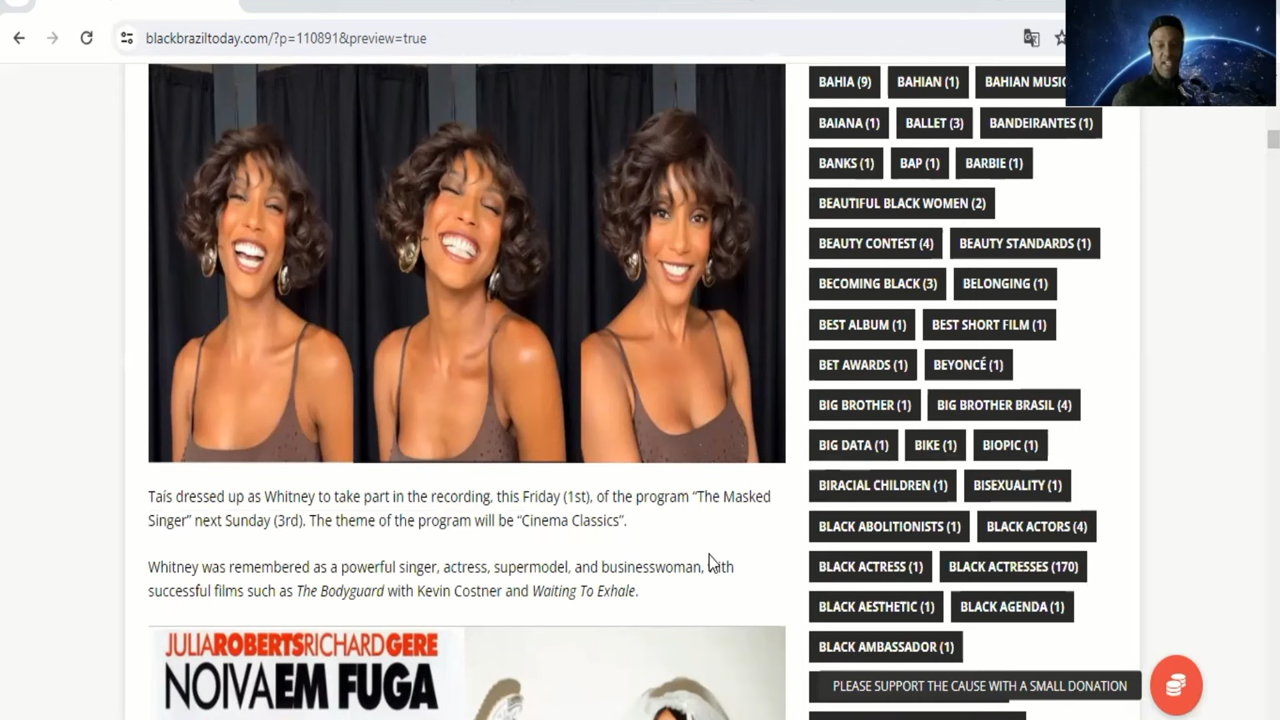 blackbraziltoday.com/?p=110891&preview=true
BAHIA (9) BAHIAN (1) BAHIAN MUSIC
BAIANA (1) BALLET (3) BANDEIRANTES (1)
BANKS (1) BAP (1) BARBIE (1)
BEAUTIFUL BLACK WOMEN (2)
BEAUTY CONTEST (4) BEAUTY STANDARDS (1)
BECOMING BLACK (3) BELONGING (1)
BEST ALBUM (1) BEST SHORT FILM (1)
BET AWARDS (1) BEYONCÉ (1)
BIG BROTHER (1) BIG BROTHER BRASIL (4)
BIG DATA (1) BIKE (1) BIOPIC (1)
BIRACIAL CHILDREN (1) BISEXUALITY (1)
BLACK ABOLITIONISTS (1) BLACK ACTORS (4)
BLACK ACTRESS (1) BLACK ACTRESSES (170)
BLACK AESTHETIC (1) BLACK AGENDA (1)
BLACK AMBASSADOR (1)
Taís dressed up as Whitney to take part in the recording, this Friday (1st), of the program “The Masked
Singer” next Sunday (3rd). The theme of the program will be “Cinema Classics”.
Whitney was remembered as a powerful singer, actress, supermodel, and businesswoman, with
successful films such as The Bodyguard with Kevin Costner and Waiting To Exhale.
JULIAROBERTSRICHARDGERE
NOIVAEM FUGA
PLEASE SUPPORT THE CAUSE WITH A SMALL DONATION